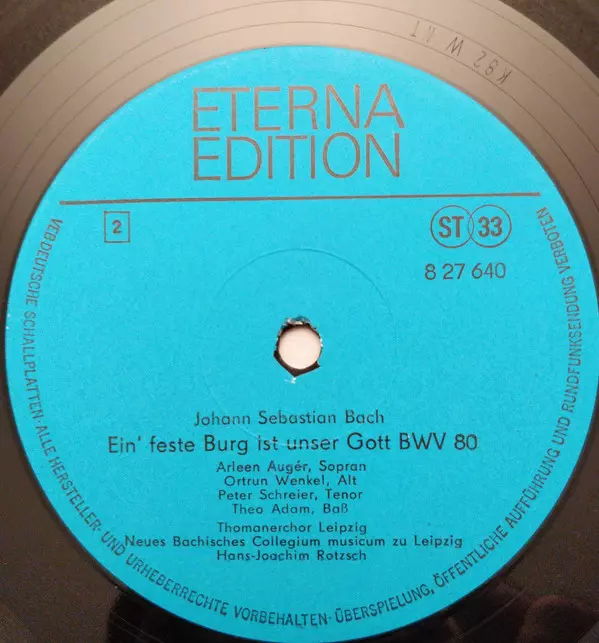 K 82 W KT
ETERNA
EDITION
2
ST 33
8 27 640
Johann Sebastian Bach
Ein' feste Burg ist unser Gott BWV 80
Arleen Augér, Sopran
Ortrun Wenkel, Alt
Peter Schreier, Tenor
Theo Adam, Baß
Thomanerchor Leipzig
Neues Bachisches Collegium musicum zu Leipzig
Hans-Joachim Rotzsch
VEB DEUTSCHE SCHALLPLATTEN · ALLE HERSTELLER- UND URHEBERRECHTE VORBEHALTEN · ÜBERSPIELUNG, ÖFFENTLICHE AUFFÜHRUNG UND RUNDFUNKSENDUNG VERBOTEN